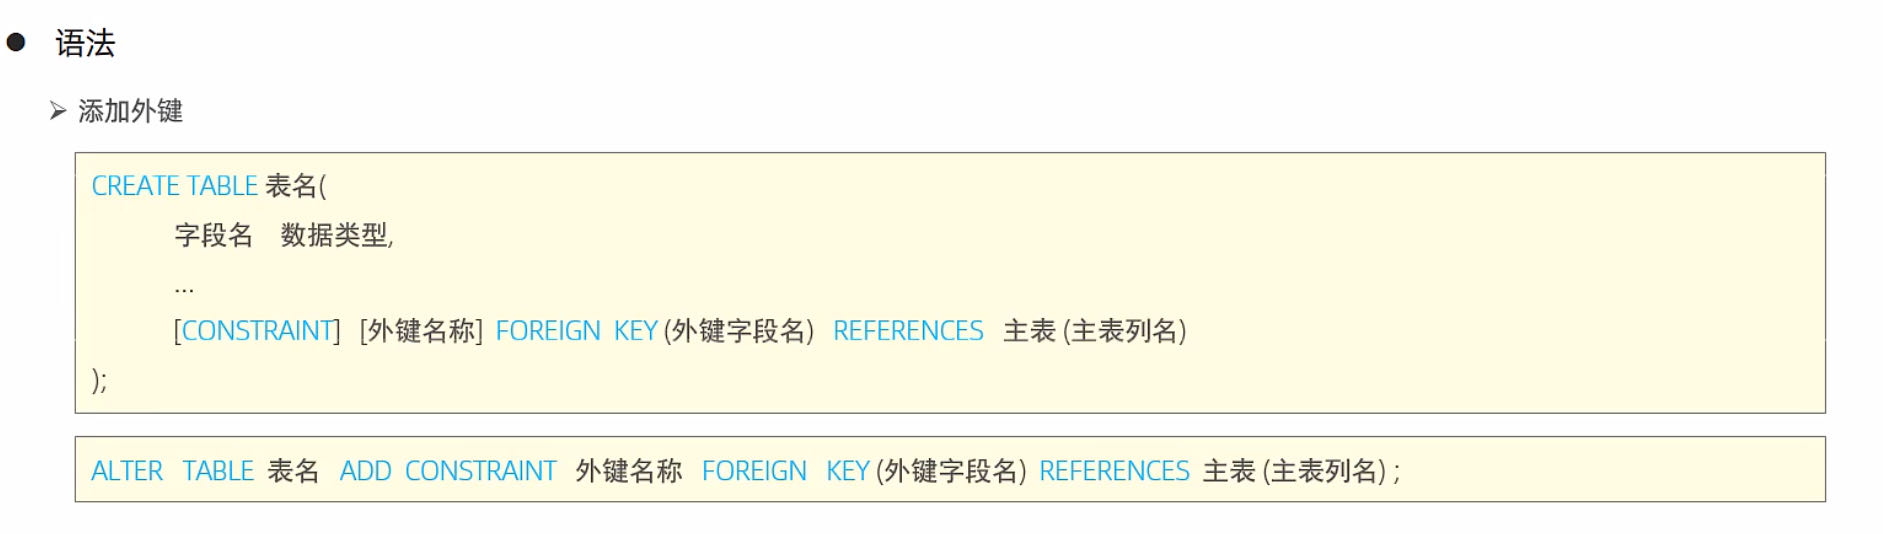 ● 语法
➢ 添加外键
CREATE TABLE 表名(
字段名 数据类型,
...
[CONSTRAINT] [外键名称] FOREIGN KEY (外键字段名) REFERENCES 主表 (主表列名)
);
ALTER TABLE 表名 ADD CONSTRAINT 外键名称 FOREIGN KEY (外键字段名) REFERENCES 主表 (主表列名) ;